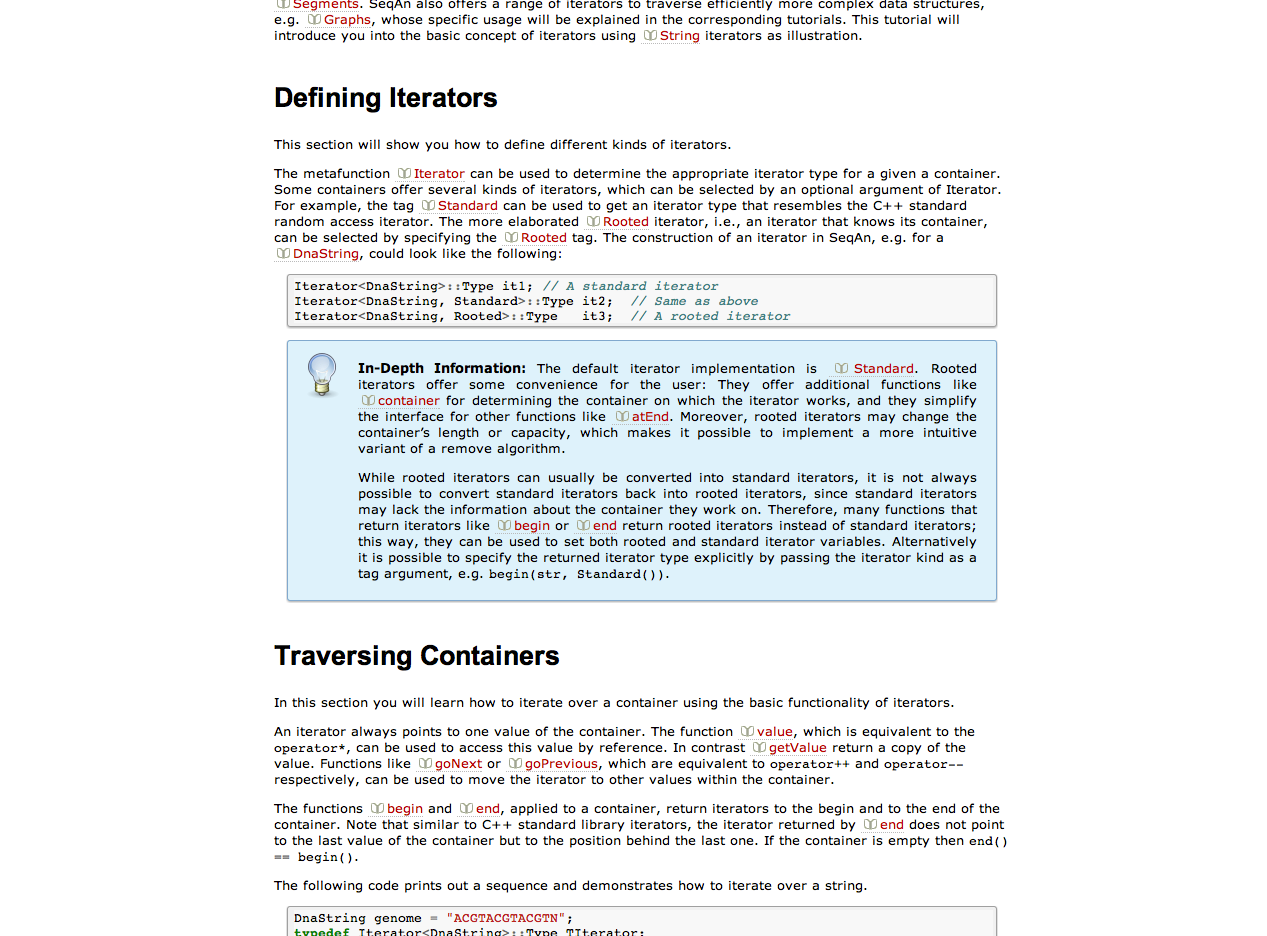 Segments. SeqAn also offers a range of iterators to traverse efficiently more complex data structures,
e.g. Graphs, whose specific usage will be explained in the corresponding tutorials. This tutorial will
introduce you into the basic concept of iterators using String iterators as illustration.
Defining Iterators
This section will show you how to define different kinds of iterators.
The metafunction Iterator can be used to determine the appropriate iterator type for a given a container.
Some containers offer several kinds of iterators, which can be selected by an optional argument of Iterator.
For example, the tag Standard can be used to get an iterator type that resembles the C++ standard
random access iterator. The more elaborated Rooted iterator, i.e., an iterator that knows its container,
can be selected by specifying the Rooted tag. The construction of an iterator in SeqAn, e.g. for a
DnaString, could look like the following:
Iterator<DnaString>::Type it1; // A standard iterator
Iterator<DnaString, Standard>::Type it2;  // Same as above
Iterator<DnaString, Rooted>::Type   it3;  // A rooted iterator
In-Depth Information: The default iterator implementation is Standard. Rooted
iterators offer some convenience for the user: They offer additional functions like
container for determining the container on which the iterator works, and they simplify
the interface for other functions like atEnd. Moreover, rooted iterators may change the
container’s length or capacity, which makes it possible to implement a more intuitive
variant of a remove algorithm.
While rooted iterators can usually be converted into standard iterators, it is not always
possible to convert standard iterators back into rooted iterators, since standard iterators
may lack the information about the container they work on. Therefore, many functions that
return iterators like begin or end return rooted iterators instead of standard iterators;
this way, they can be used to set both rooted and standard iterator variables. Alternatively
it is possible to specify the returned iterator type explicitly by passing the iterator kind as a
tag argument, e.g. begin(str, Standard()).
Traversing Containers
In this section you will learn how to iterate over a container using the basic functionality of iterators.
An iterator always points to one value of the container. The function value, which is equivalent to the
operator*, can be used to access this value by reference. In contrast getValue return a copy of the
value. Functions like goNext or goPrevious, which are equivalent to operator++ and operator--
respectively, can be used to move the iterator to other values within the container.
The functions begin and end, applied to a container, return iterators to the begin and to the end of the
container. Note that similar to C++ standard library iterators, the iterator returned by end does not point
to the last value of the container but to the position behind the last one. If the container is empty then end()
== begin().
The following code prints out a sequence and demonstrates how to iterate over a string.
DnaString genome = "ACGTACGTACGTN";
typedef Iterator<DnaString>::Type TIterator;